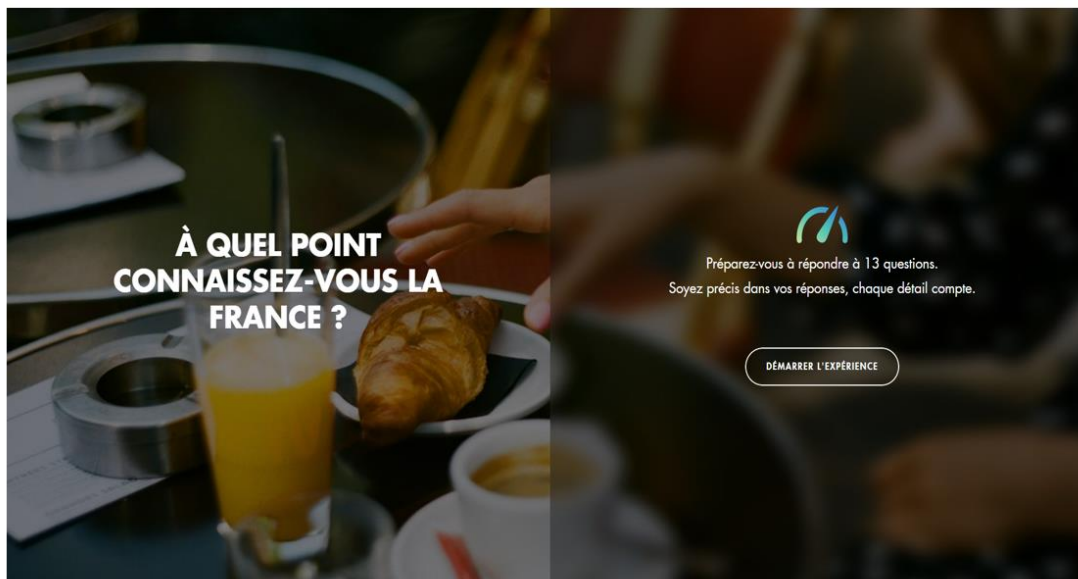 À QUEL POINT
CONNAISSEZ-VOUS LA
FRANCE ?
Préparez-vous à répondre à 13 questions.
Soyez précis dans vos réponses, chaque détail compte.
DÉMARRER L'EXPÉRIENCE